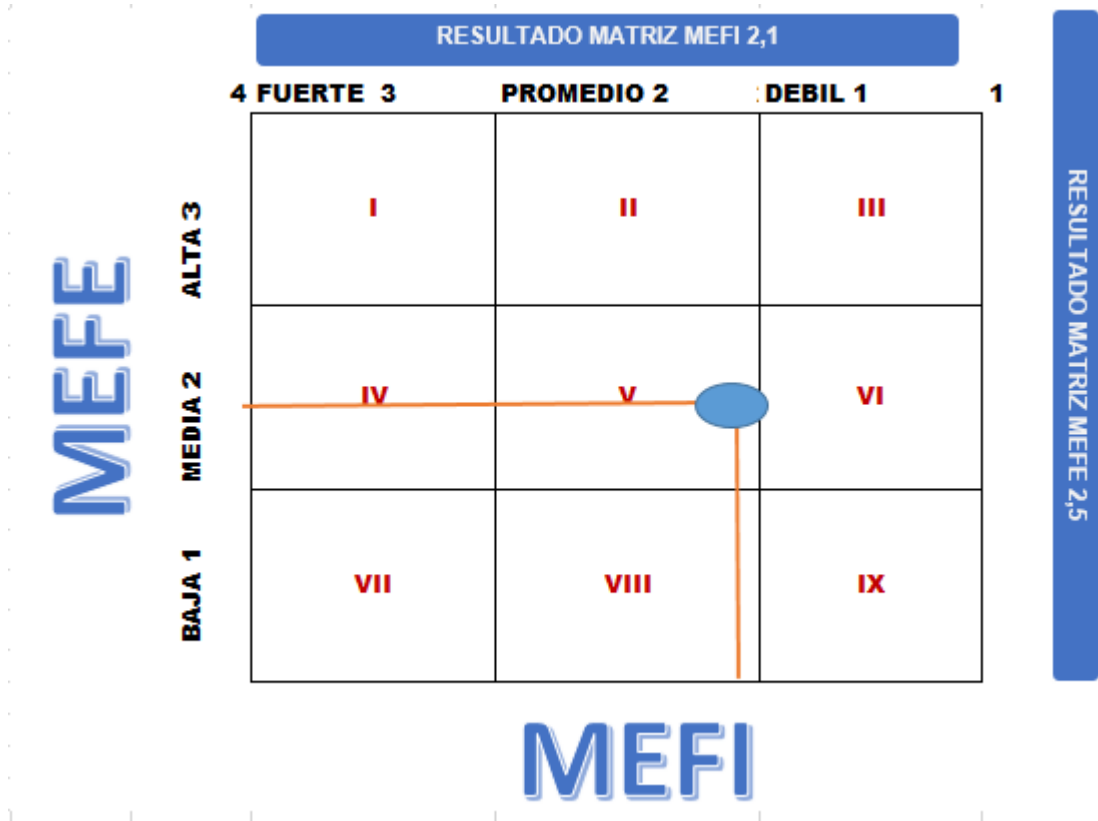 RESULTADO MATRIZ MEFI 2,1
4 FUERTE 3 PROMEDIO 2 DEBIL 1 1
RESULTADO MATRIZ MEFE 2,5
MEFE
ALTA 3
I II III
MEDIA 2
IV V VI
BAJA 1
VII VIII IX
MEFI